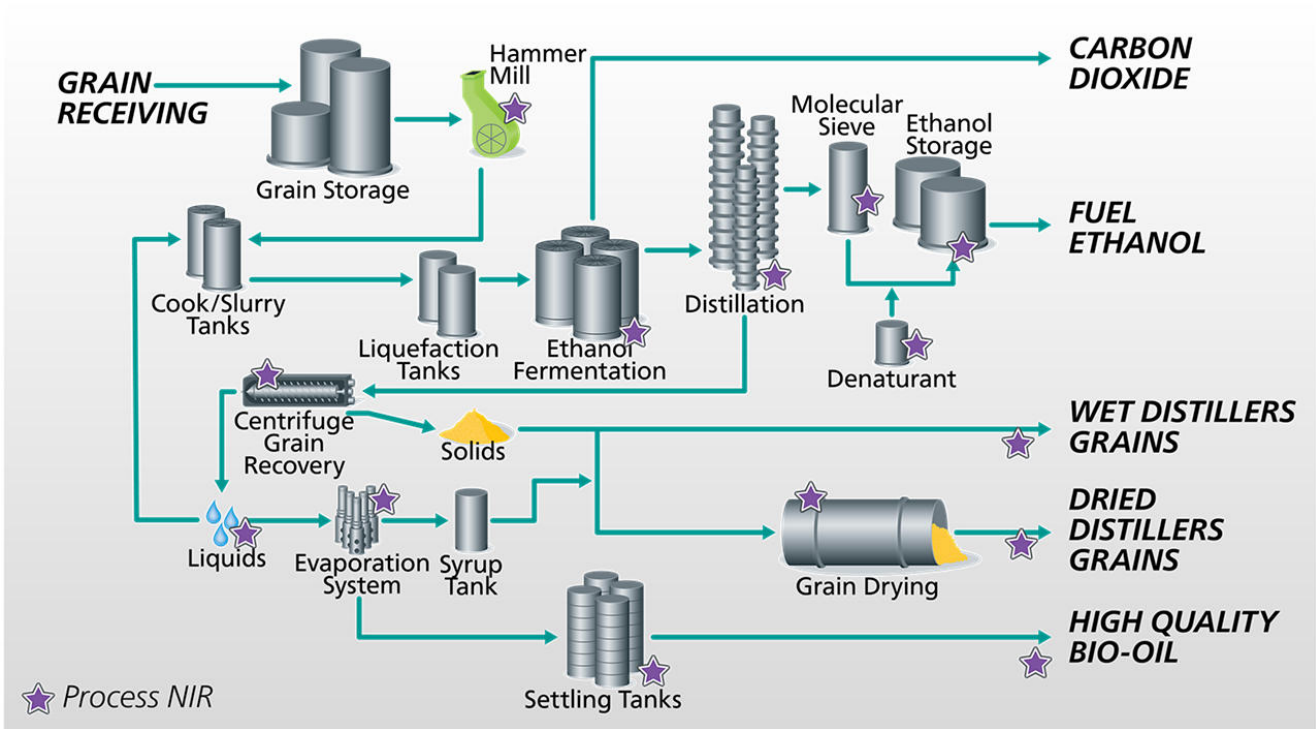 GRAIN
RECEIVING
Grain Storage
Hammer
Mill
CARBON
DIOXIDE
Molecular
Sieve
Ethanol
Storage
FUEL
ETHANOL
Cook/Slurry
Tanks
Liquefaction
Tanks
Ethanol
Fermentation
Distillation
Denaturant
Centrifuge
Grain
Recovery
Solids
WET DISTILLERS
GRAINS
Liquids
Evaporation
System
Syrup
Tank
Grain Drying
DRIED
DISTILLERS
GRAINS
Settling Tanks
HIGH QUALITY
BIO-OIL
Process NIR